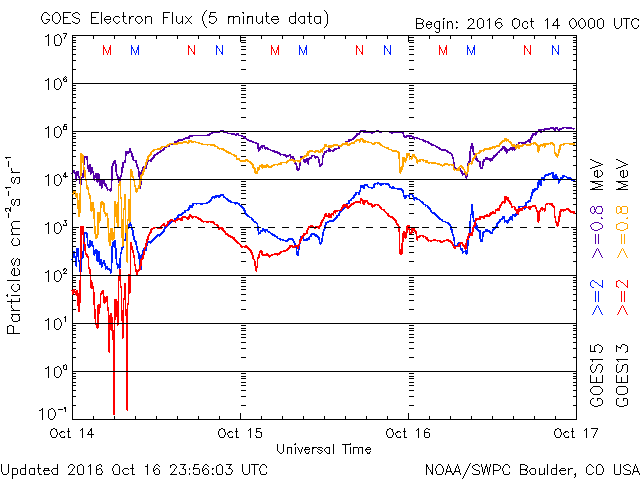 GOES Electron Flux (5 minute data)
Begin: 2016 Oct 14 0000 UTC
M M N N M M N N M M N N
10⁷
10⁶
10⁵
10⁴
10³
10²
10¹
10⁰
10⁻¹
Particles cm⁻²s⁻¹sr⁻¹
Oct 14 Oct 15 Oct 16 Oct 17
Universal Time
GOES15 >=2 >=0.8 MeV
GOES13 >=2 >=0.8 MeV
Updated 2016 Oct 16 23:56:03 UTC
NOAA/SWPC Boulder, CO USA